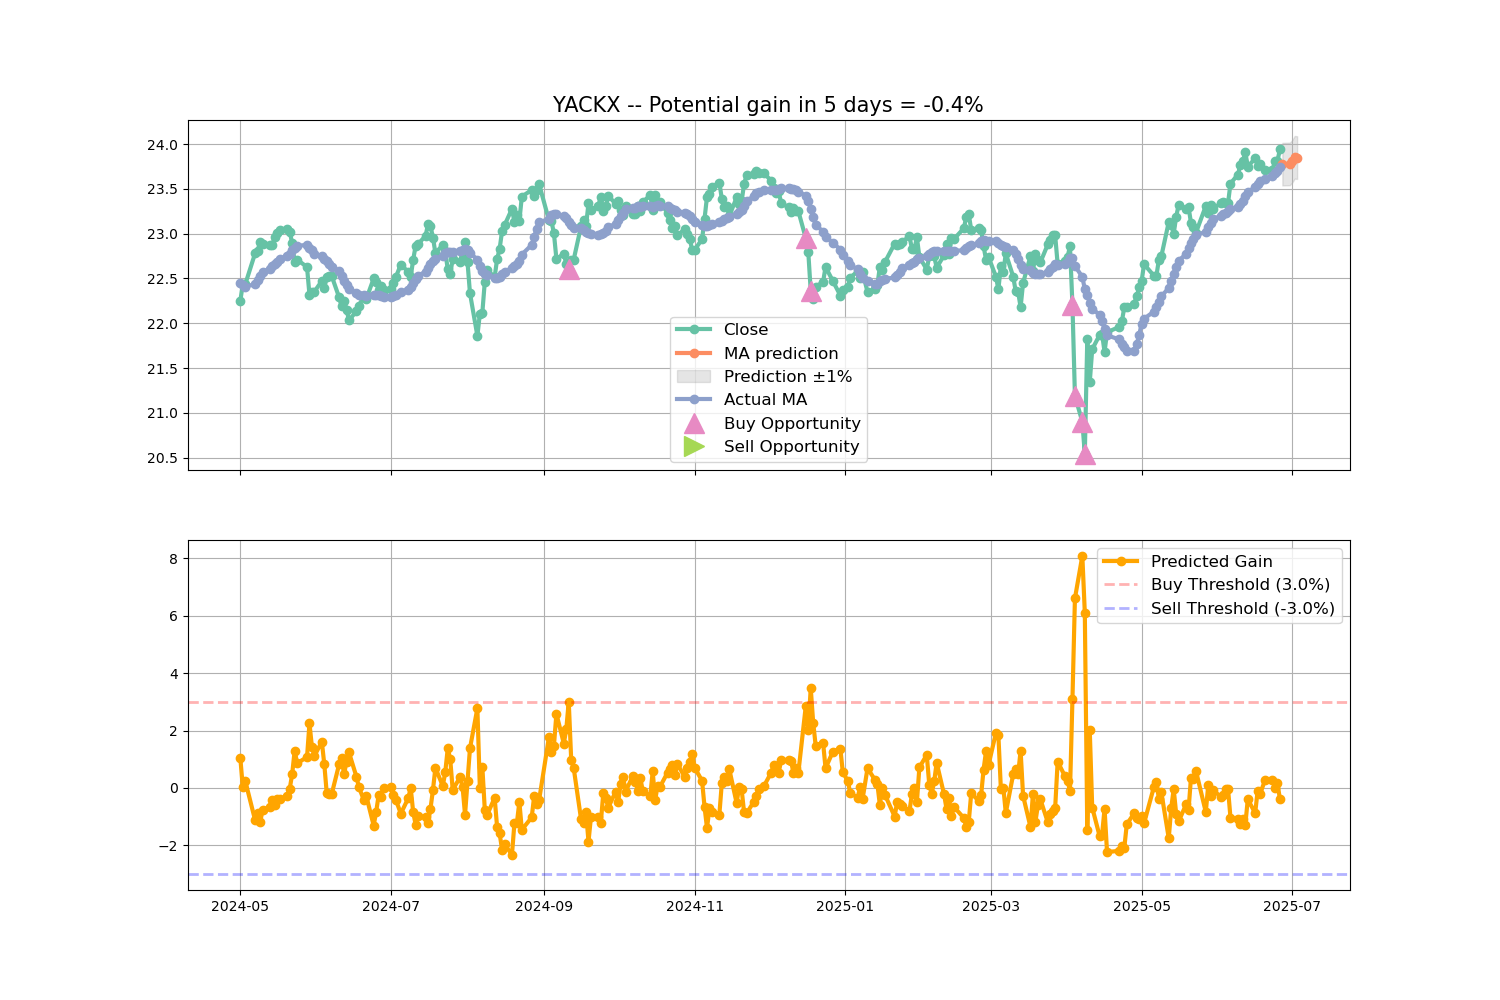 YACKX -- Potential gain in 5 days = -0.4%
24.0
23.5
23.0
22.5
22.0
21.5
21.0
20.5
Close
MA prediction
Prediction ±1%
Actual MA
Buy Opportunity
Sell Opportunity
8
6
4
2
0
−2
Predicted Gain
Buy Threshold (3.0%)
Sell Threshold (-3.0%)
2024-05 2024-07 2024-09 2024-11 2025-01 2025-03 2025-05 2025-07